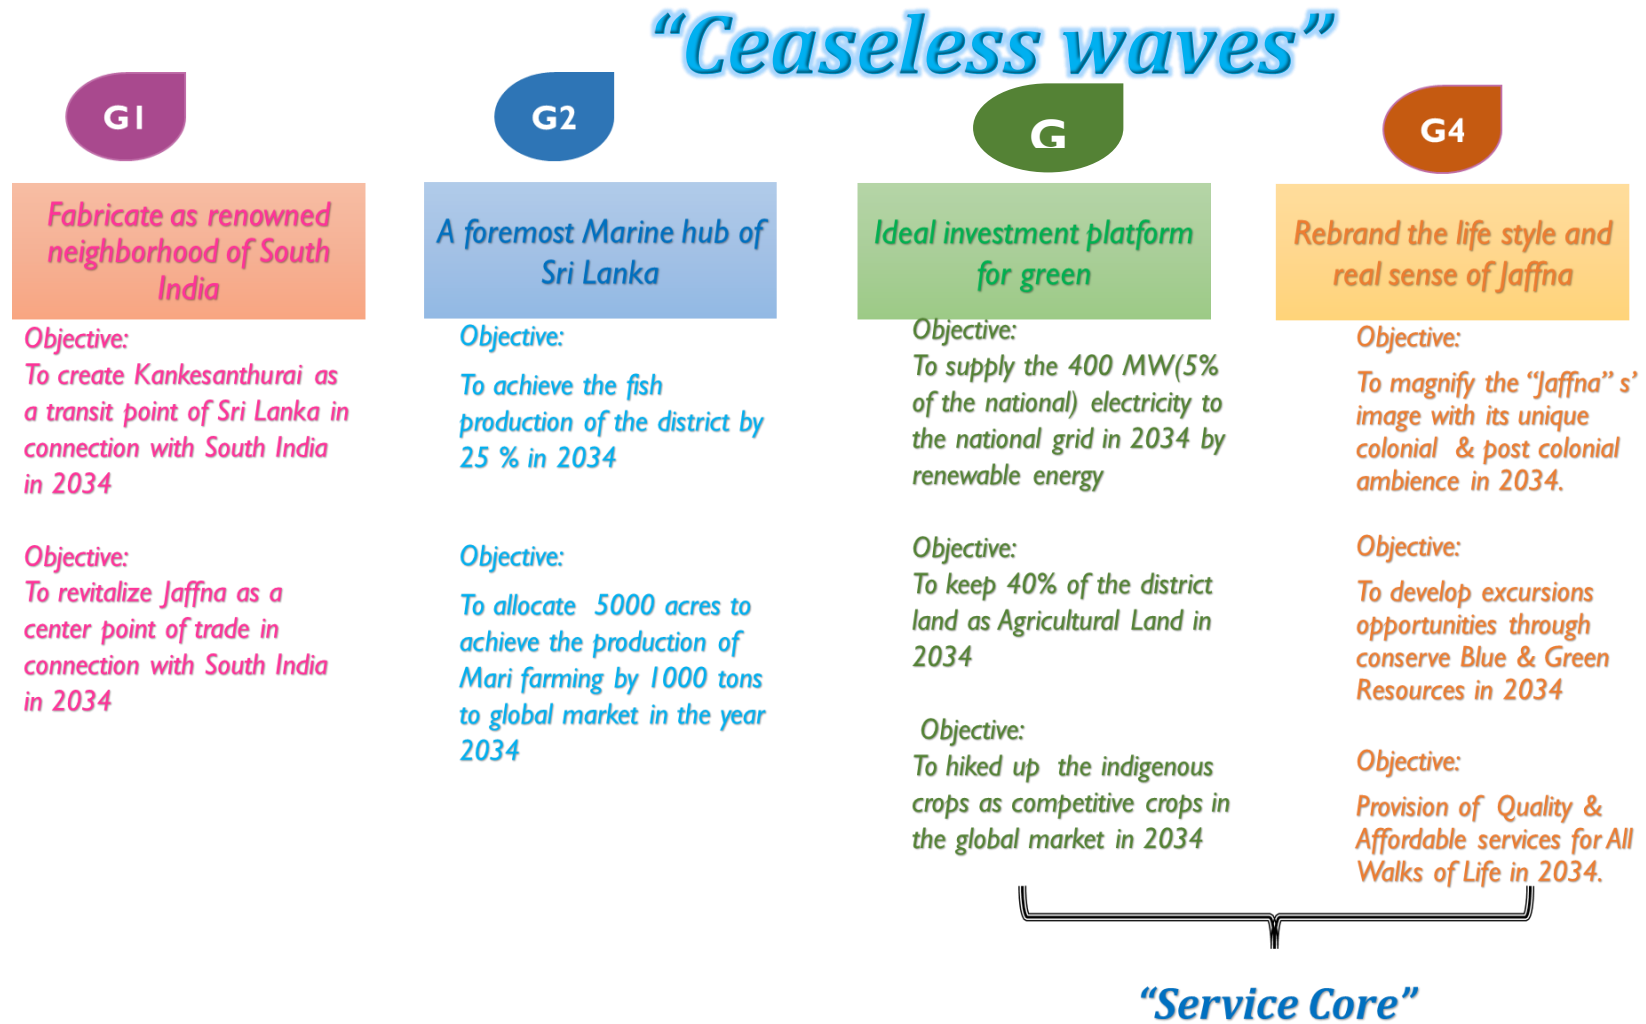 “Ceaseless waves”
G1
Fabricate as renowned
neighborhood of South
India
Objective:
To create Kankesanthurai as
a transit point of Sri Lanka in
connection with South India
in 2034
Objective:
To revitalize Jaffna as a
center point of trade in
connection with South India
in 2034
G2
A foremost Marine hub of
Sri Lanka
Objective:
To achieve the fish
production of the district by
25 % in 2034
Objective:
To allocate 5000 acres to
achieve the production of
Mari farming by 1000 tons
to global market in the year
2034
G
Ideal investment platform
for green
Objective:
To supply the 400 MW(5%
of the national) electricity to
the national grid in 2034 by
renewable energy
Objective:
To keep 40% of the district
land as Agricultural Land in
2034
Objective:
To hiked up the indigenous
crops as competitive crops in
the global market in 2034
G4
Rebrand the life style and
real sense of Jaffna
Objective:
To magnify the “Jaffna” s’
image with its unique
colonial & post colonial
ambience in 2034.
Objective:
To develop excursions
opportunities through
conserve Blue & Green
Resources in 2034
Objective:
Provision of Quality &
Affordable services for All
Walks of Life in 2034.
“Service Core”